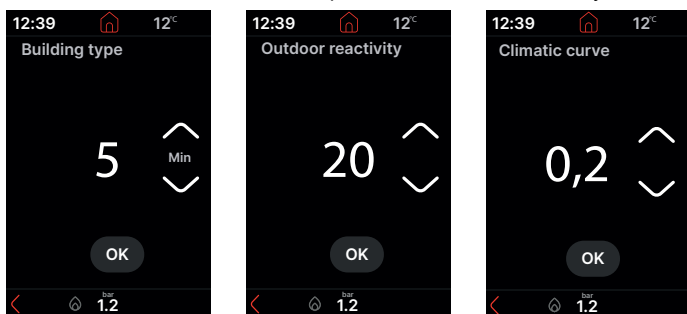 12:39 12°C
Building type
5 Min
OK
bar
1.2
12:39 12°C
Outdoor reactivity
20
OK
bar
1.2
12:39 12°C
Climatic curve
0,2
OK
bar
1.2